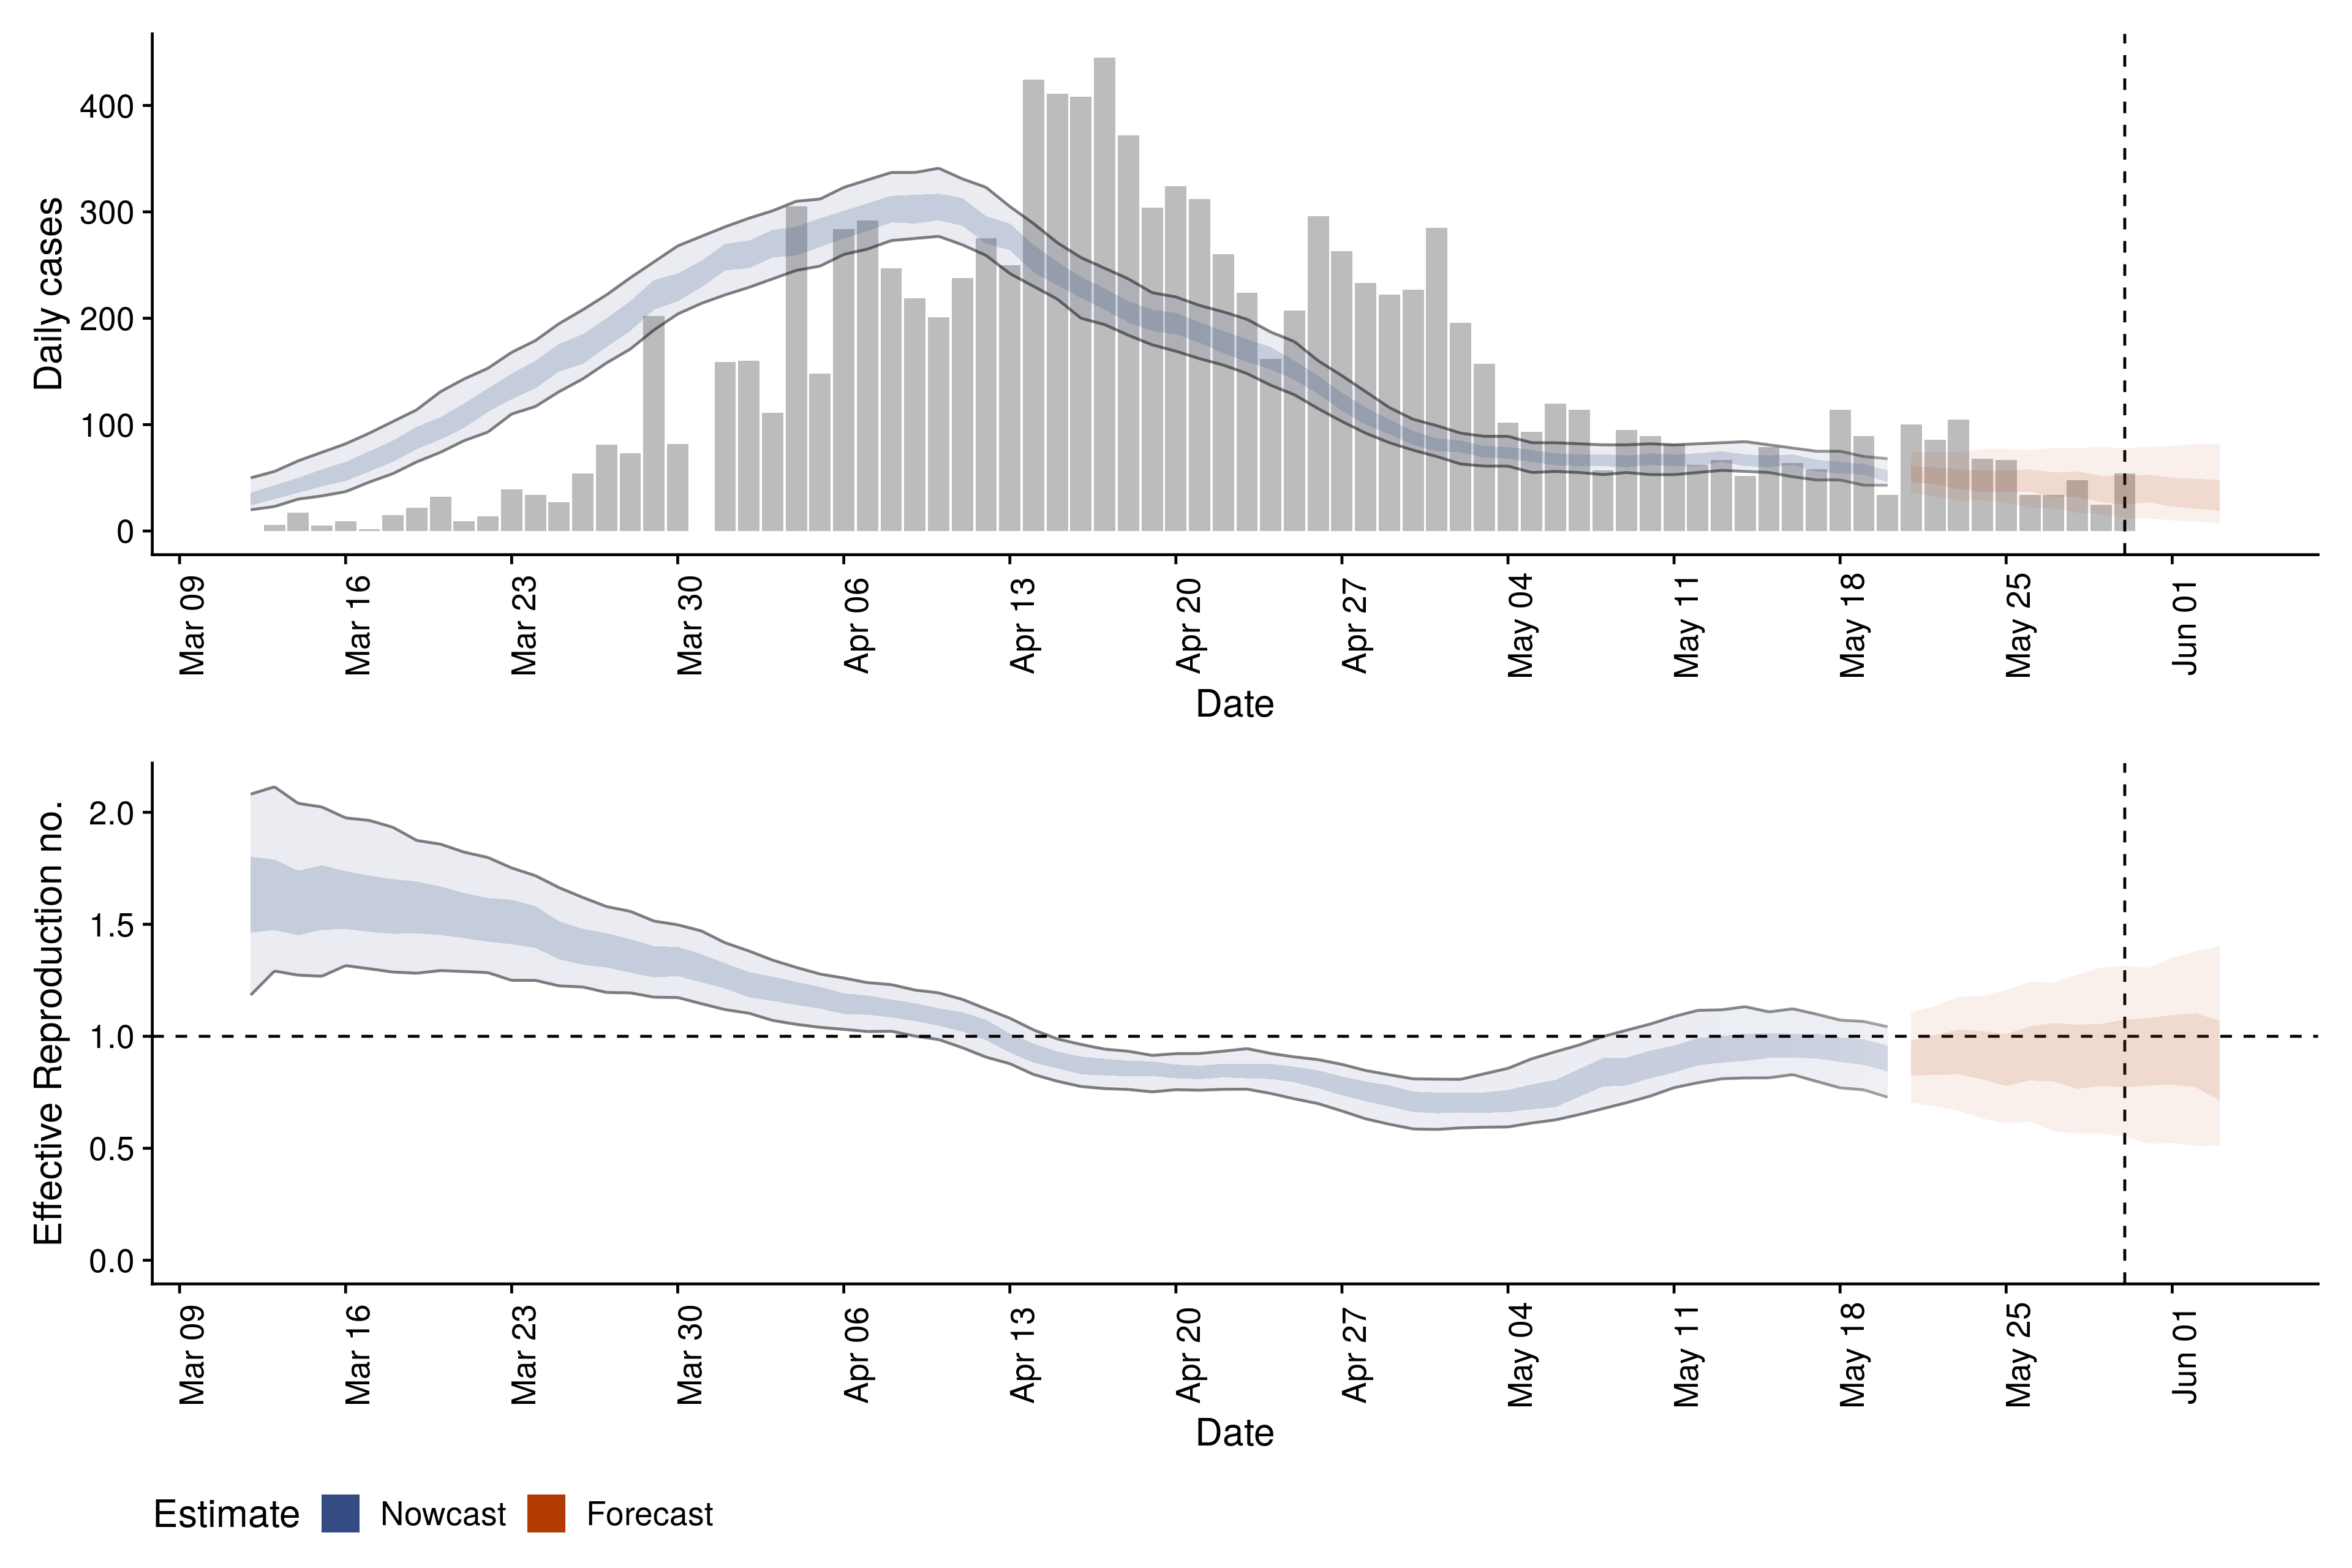 Daily cases
400
300
200
100
0
Mar 09
Mar 16
Mar 23
Mar 30
Apr 06
Apr 13
Apr 20
Apr 27
May 04
May 11
May 18
May 25
Jun 01
Date
Effective Reproduction no.
2.0
1.5
1.0
0.5
0.0
Mar 09
Mar 16
Mar 23
Mar 30
Apr 06
Apr 13
Apr 20
Apr 27
May 04
May 11
May 18
May 25
Jun 01
Date
Estimate Nowcast Forecast